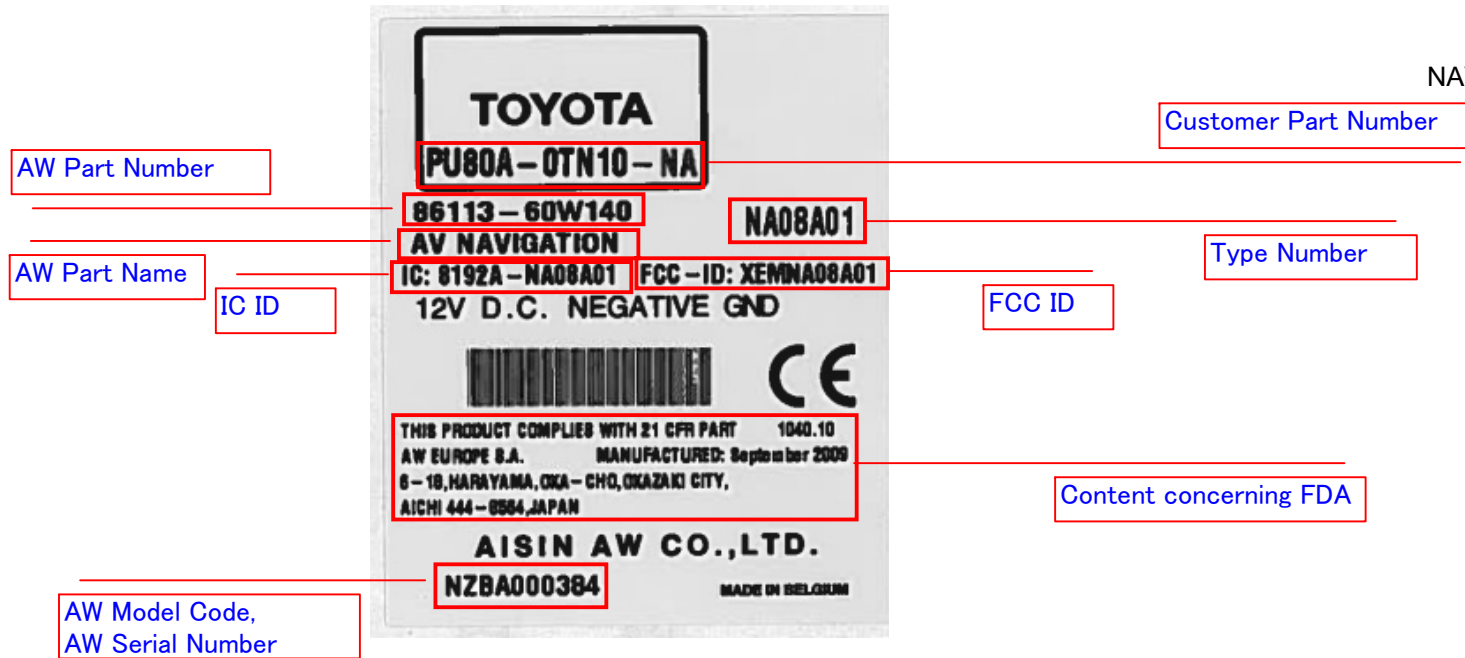 NA
Customer Part Number
TOYOTA
PU80A-0TN10-NA
AW Part Number
86113-60W140
NA08A01
AV NAVIGATION
Type Number
AW Part Name
IC: 8192A-NA08A01 FCC-ID: XEMNA08A01
IC ID
FCC ID
12V D.C. NEGATIVE GND
CE
THIS PRODUCT COMPLIES WITH 21 CFR PART 1040.10
AW EUROPE S.A. MANUFACTURED: September 2009
6-18,HARAYAMA,OKA-CHO,OKAZAKI CITY,
AICHI 444-8564,JAPAN
Content concerning FDA
AISIN AW CO.,LTD.
NZBA000384
MADE IN BELGIUM
AW Model Code,
AW Serial Number